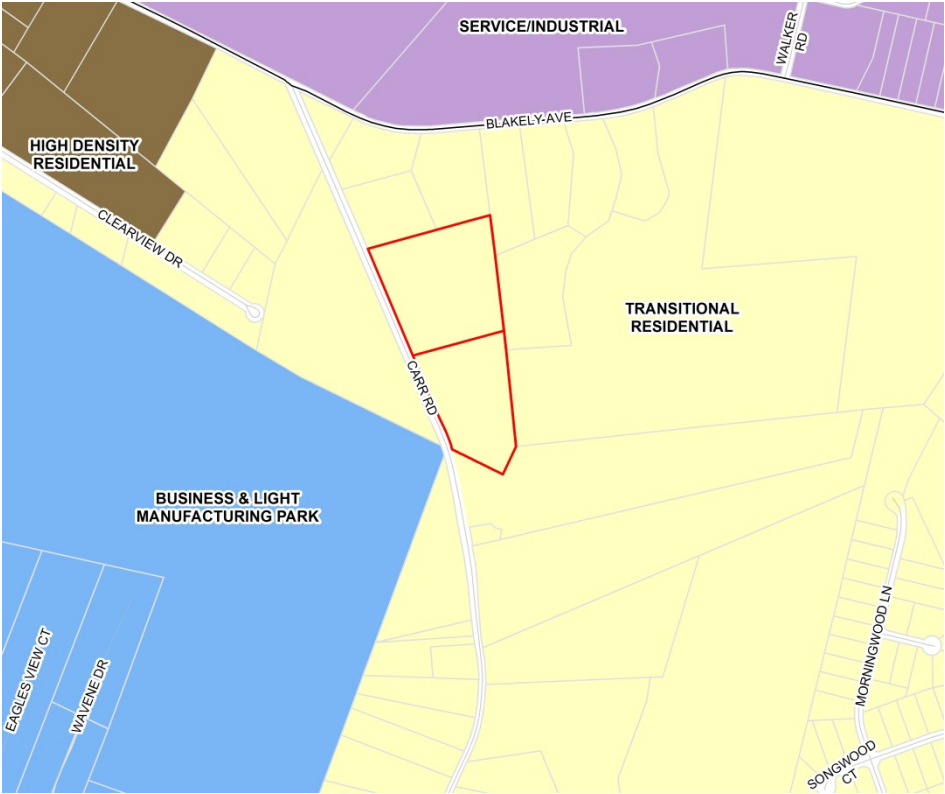 SERVICE/INDUSTRIAL
WALKER
RD
BLAKELY AVE
HIGH DENSITY
RESIDENTIAL
CLEARVIEW DR
TRANSITIONAL
RESIDENTIAL
CARR RD
BUSINESS & LIGHT
MANUFACTURING PARK
EAGLES VIEW CT
WAVENE DR
MORNINGWOOD LN
SONGWOOD
CT